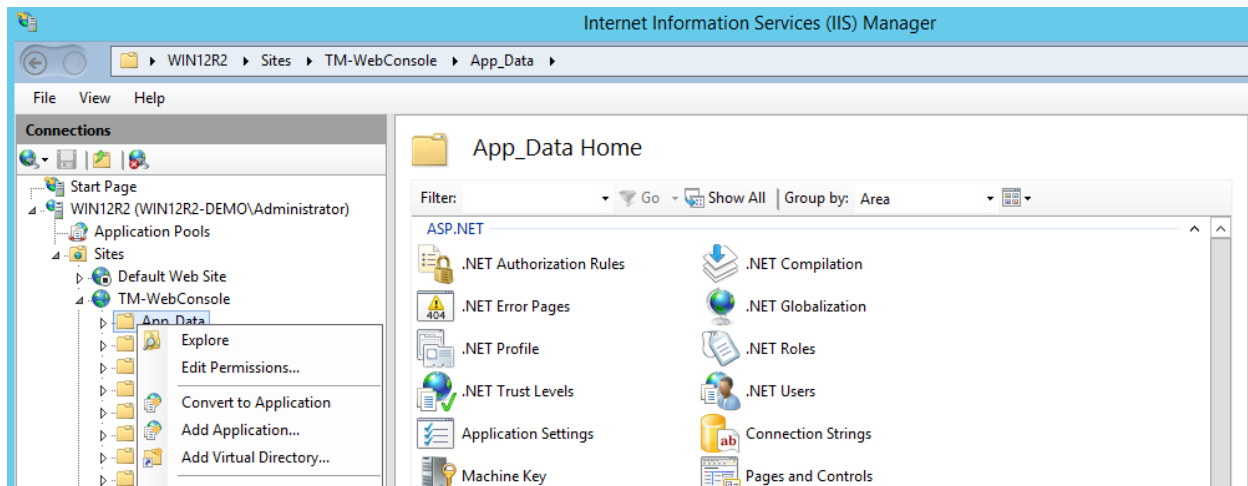 Internet Information Services (IIS) Manager
WIN12R2 Sites TM-WebConsole App_Data
File View Help
Connections
Start Page
WIN12R2 (WIN12R2-DEMO\Administrator)
Application Pools
Sites
Default Web Site
TM-WebConsole
App_Data
Explore
Edit Permissions...
Convert to Application
Add Application...
Add Virtual Directory...
App_Data Home
Filter: Go Show All Group by: Area
ASP.NET
.NET Authorization Rules .NET Compilation
404
.NET Error Pages .NET Globalization
.NET Profile .NET Roles
.NET Trust Levels .NET Users
Application Settings ab Connection Strings
Machine Key Pages and Controls